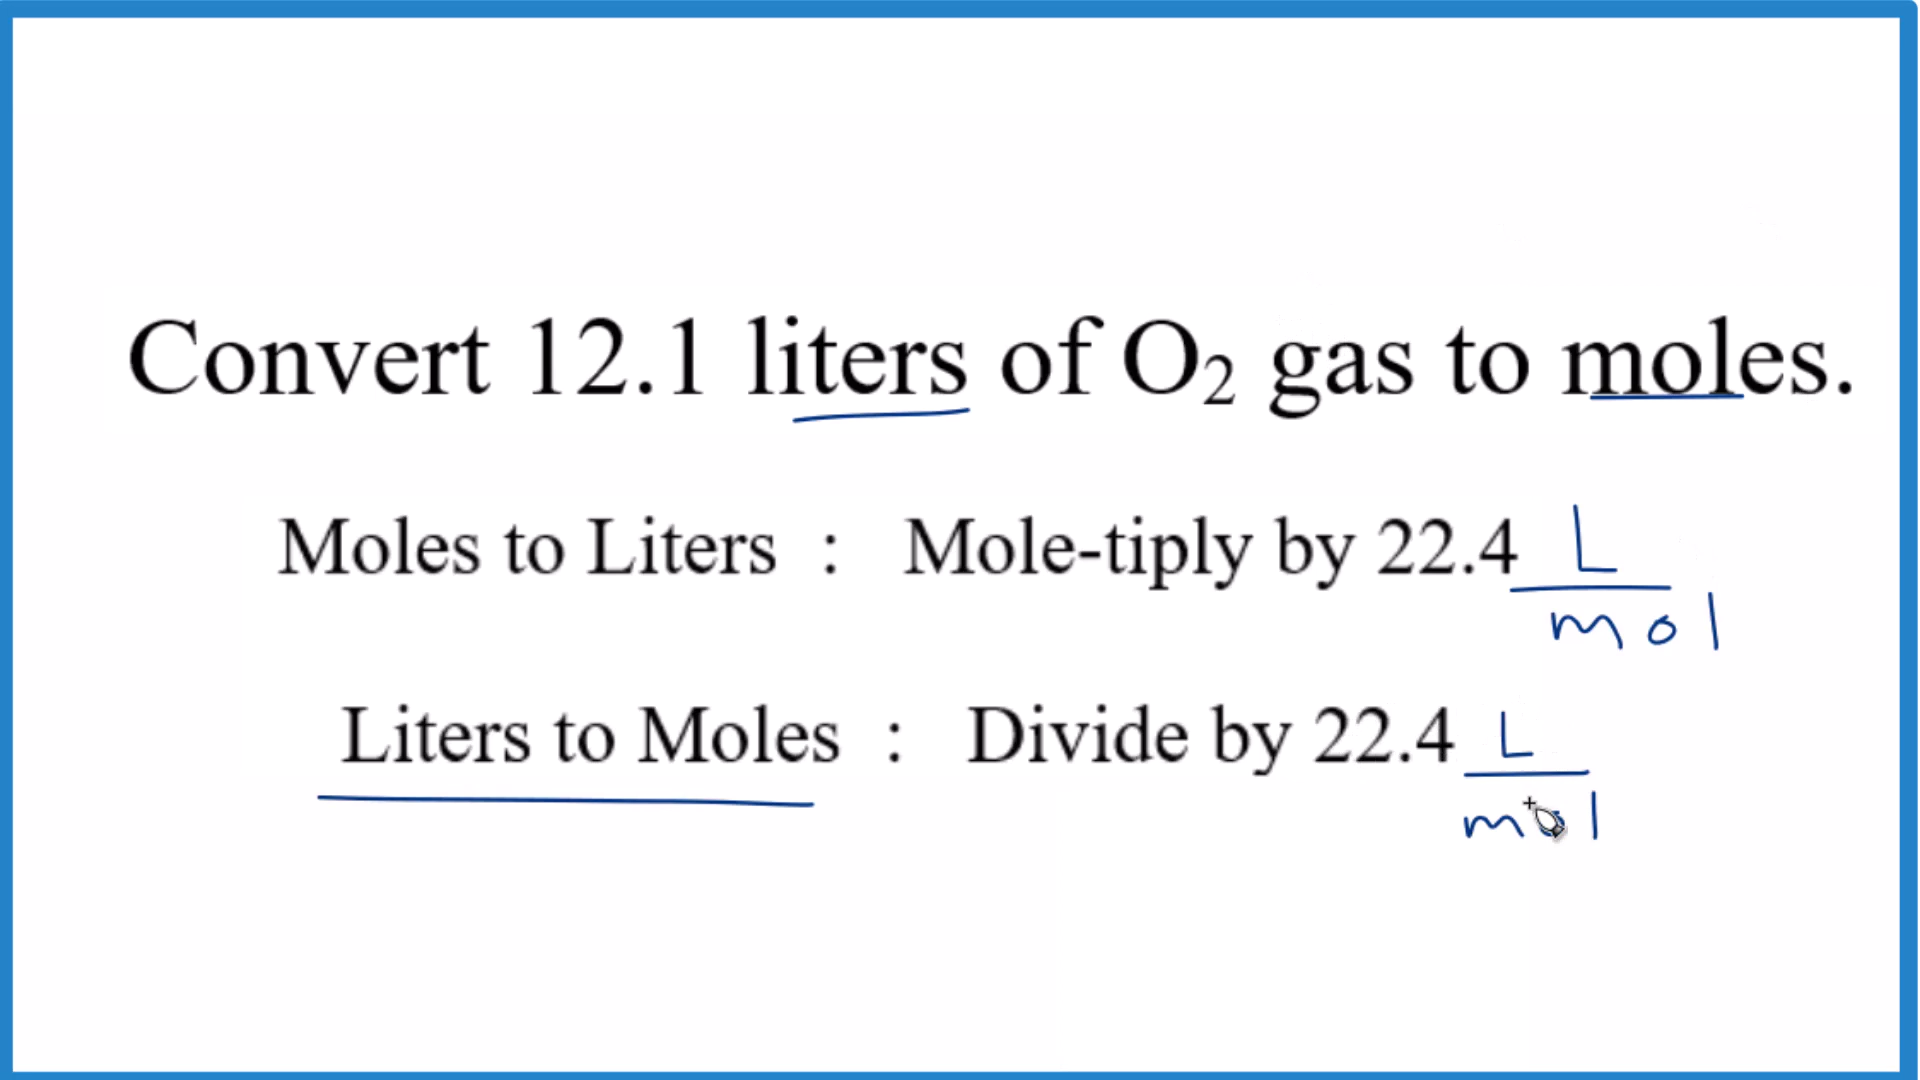 Convert 12.1 liters of O₂ gas to moles.
Moles to Liters : Mole-tiply by 22.4 L
mol
Liters to Moles : Divide by 22.4 L
mol